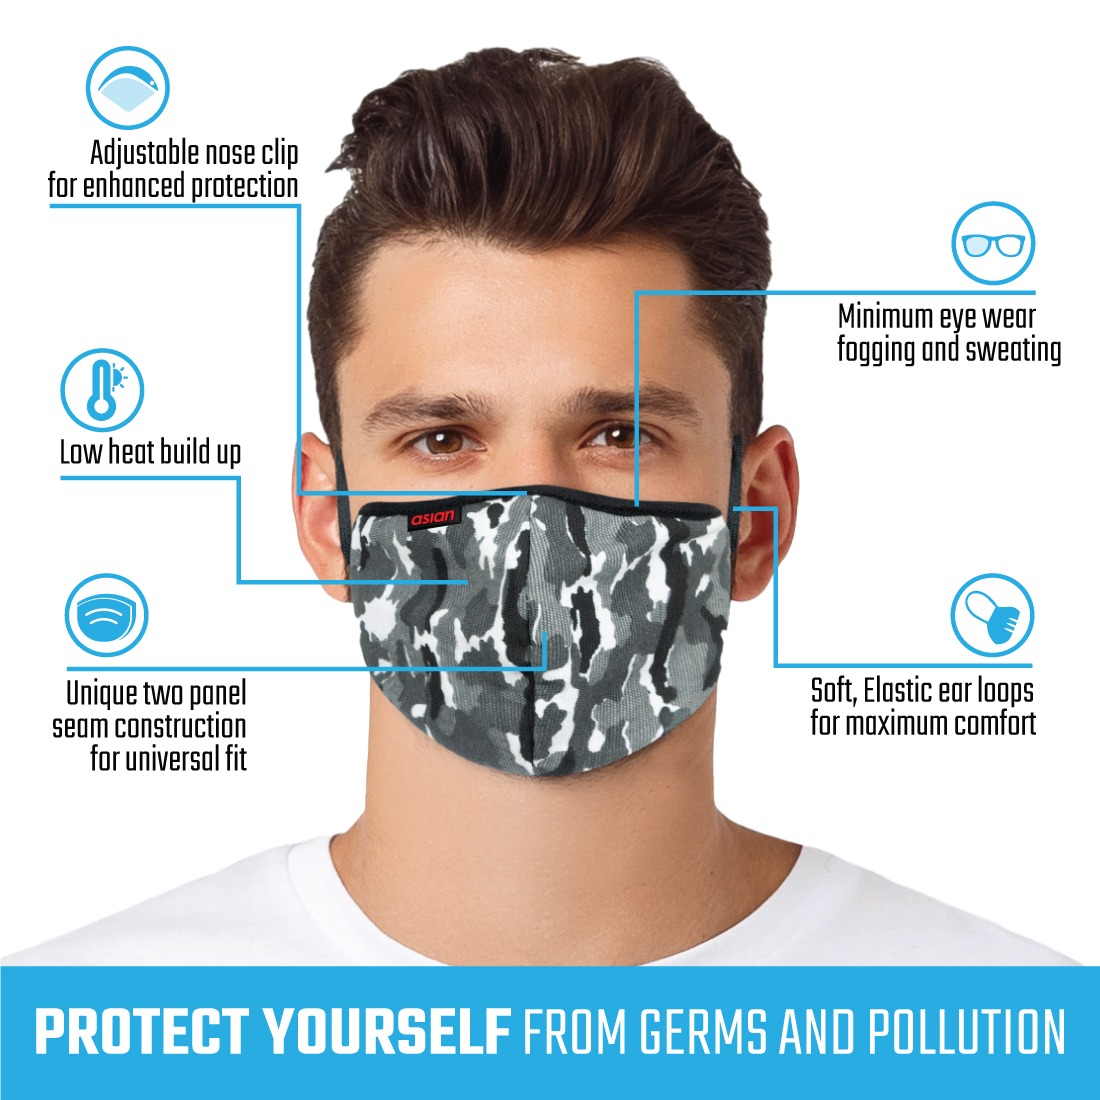 Adjustable nose clip
for enhanced protection
Minimum eye wear
fogging and sweating
Low heat build up
asian
Unique two panel
seam construction
for universal fit
Soft, Elastic ear loops
for maximum comfort
PROTECT YOURSELF FROM GERMS AND POLLUTION